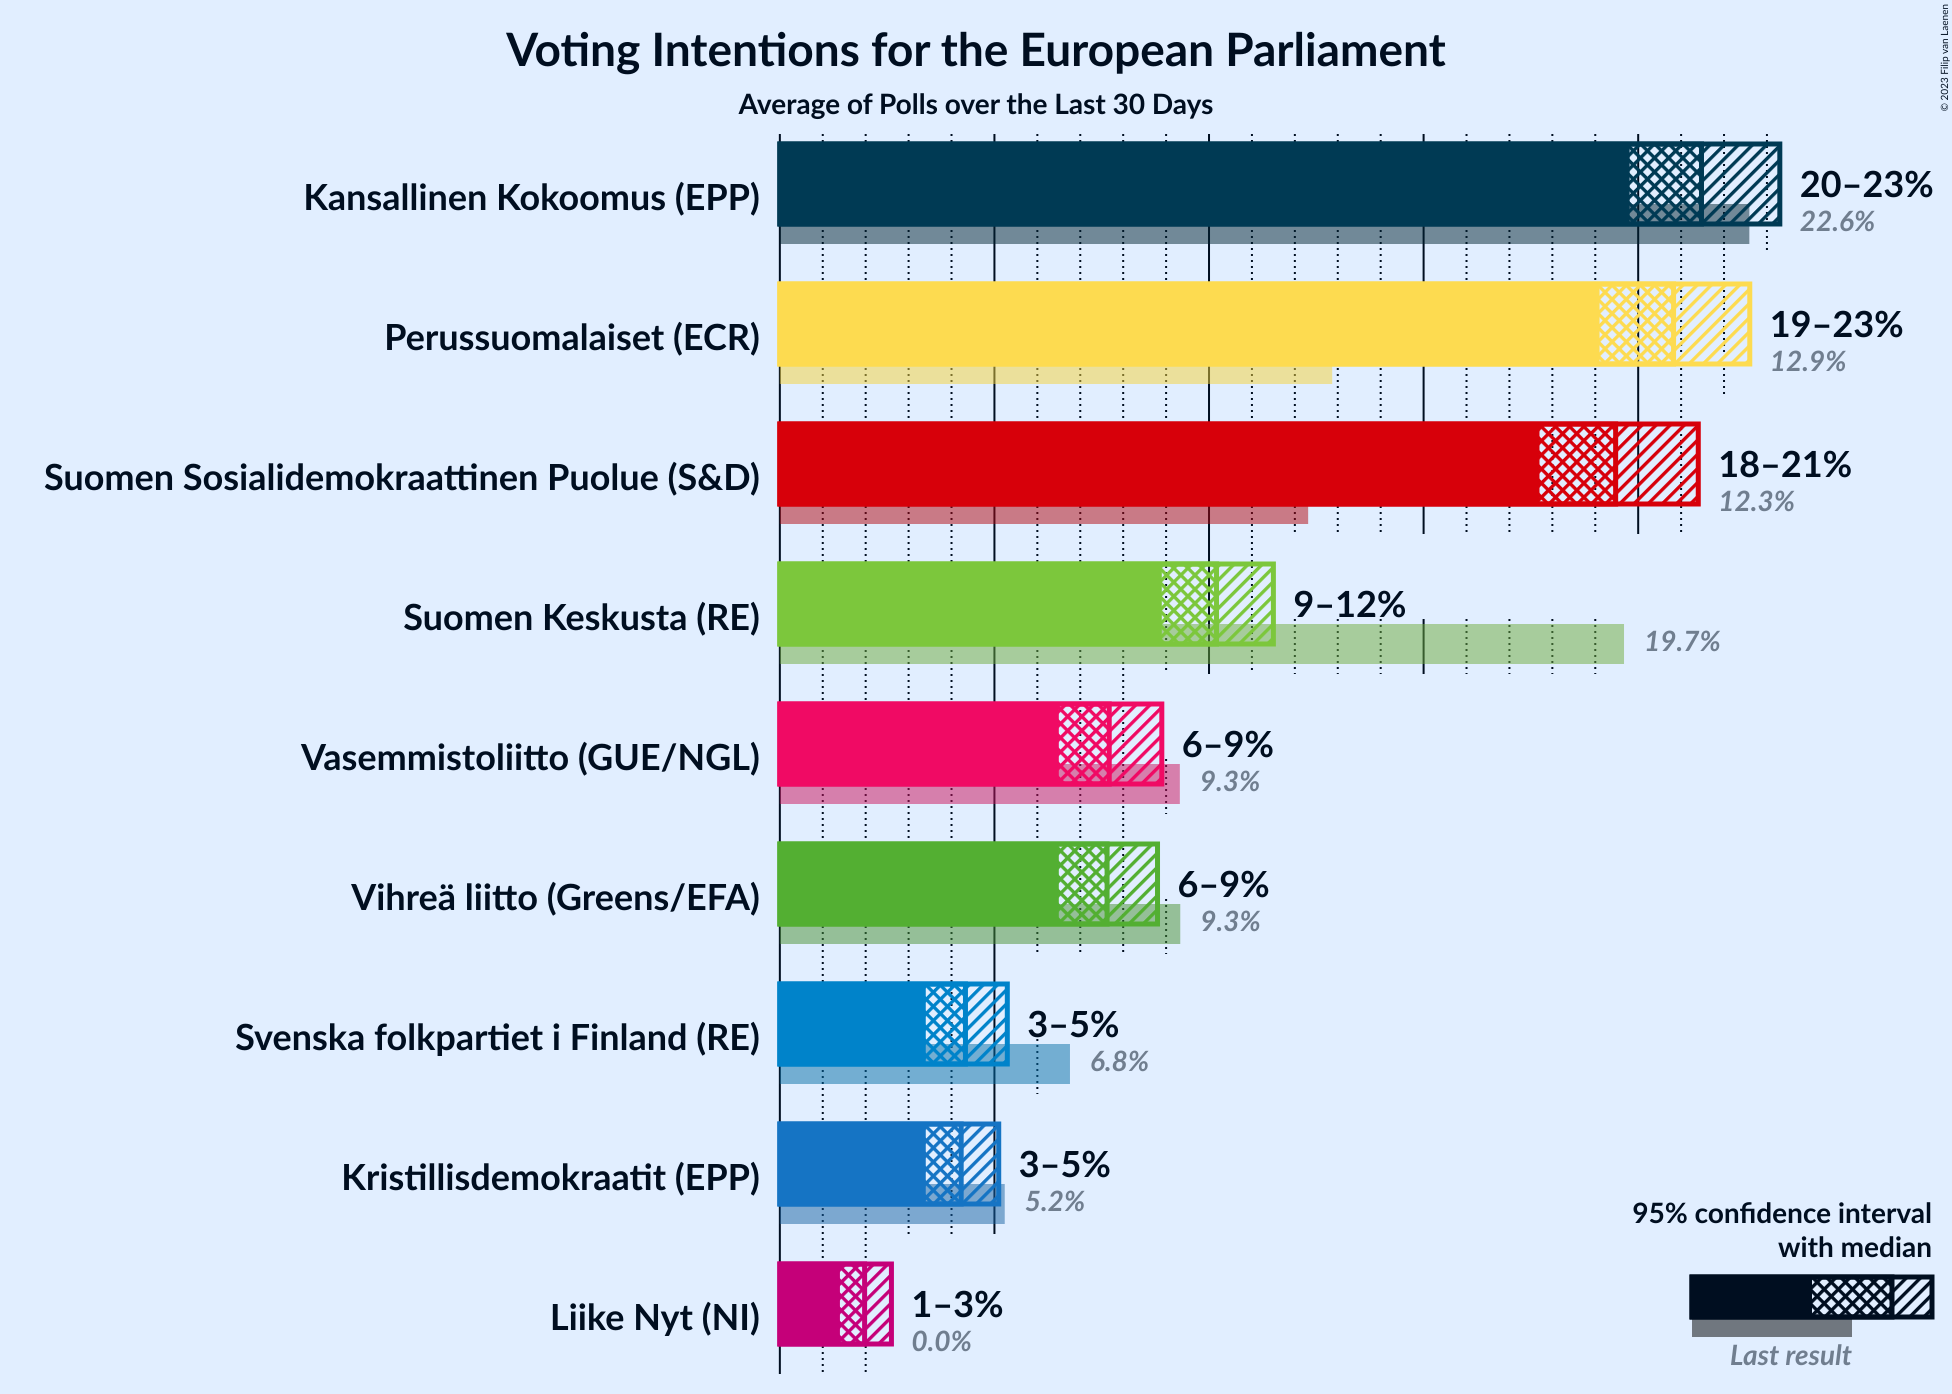 Voting Intentions for the European Parliament
Average of Polls over the Last 30 Days
© 2023 Filip van Laenen
Kansallinen Kokoomus (EPP)
20–23%
22.6%
Perussuomalaiset (ECR)
19–23%
12.9%
Suomen Sosialidemokraattinen Puolue (S&D)
18–21%
12.3%
Suomen Keskusta (RE)
9–12%
19.7%
Vasemmistoliitto (GUE/NGL)
6–9%
9.3%
Vihreä liitto (Greens/EFA)
6–9%
9.3%
Svenska folkpartiet i Finland (RE)
3–5%
6.8%
Kristillisdemokraatit (EPP)
3–5%
5.2%
Liike Nyt (NI)
1–3%
0.0%
95% confidence interval
with median
Last result